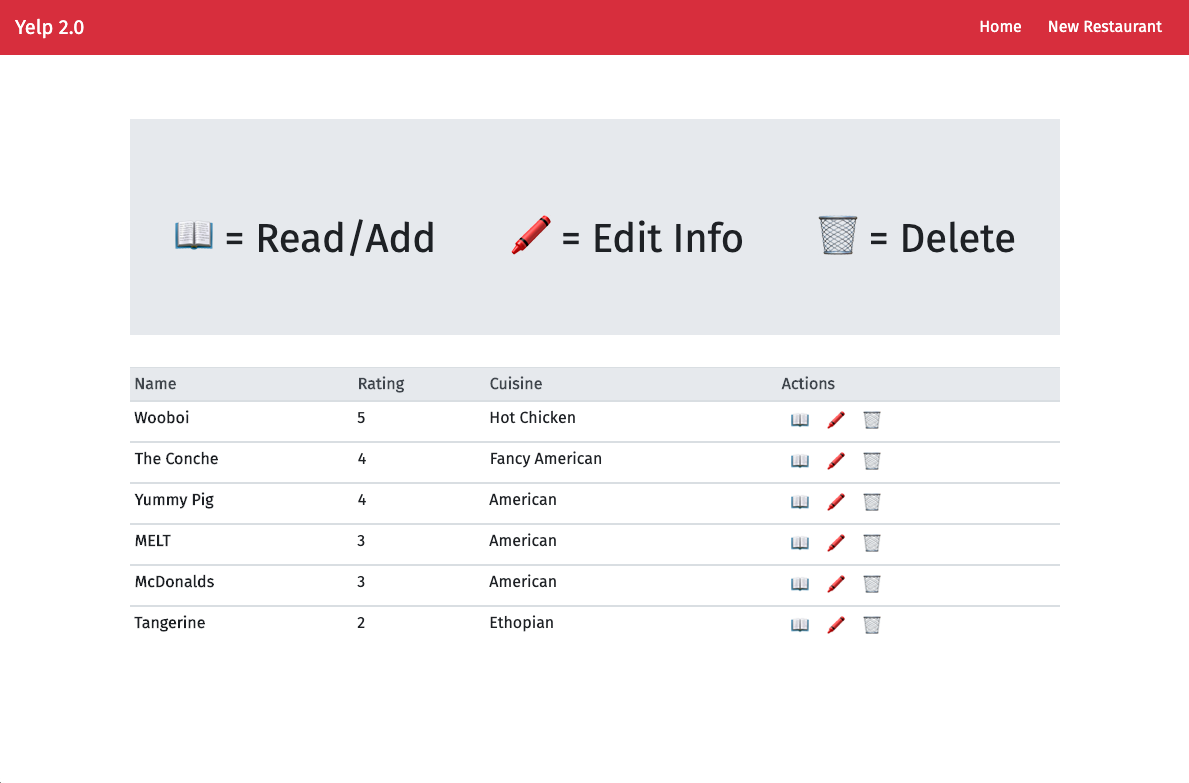 Yelp 2.0 Home New Restaurant
= Read/Add = Edit Info = Delete
Name Rating Cuisine Actions
Wooboi 5 Hot Chicken
The Conche 4 Fancy American
Yummy Pig 4 American
MELT 3 American
McDonalds 3 American
Tangerine 2 Ethopian